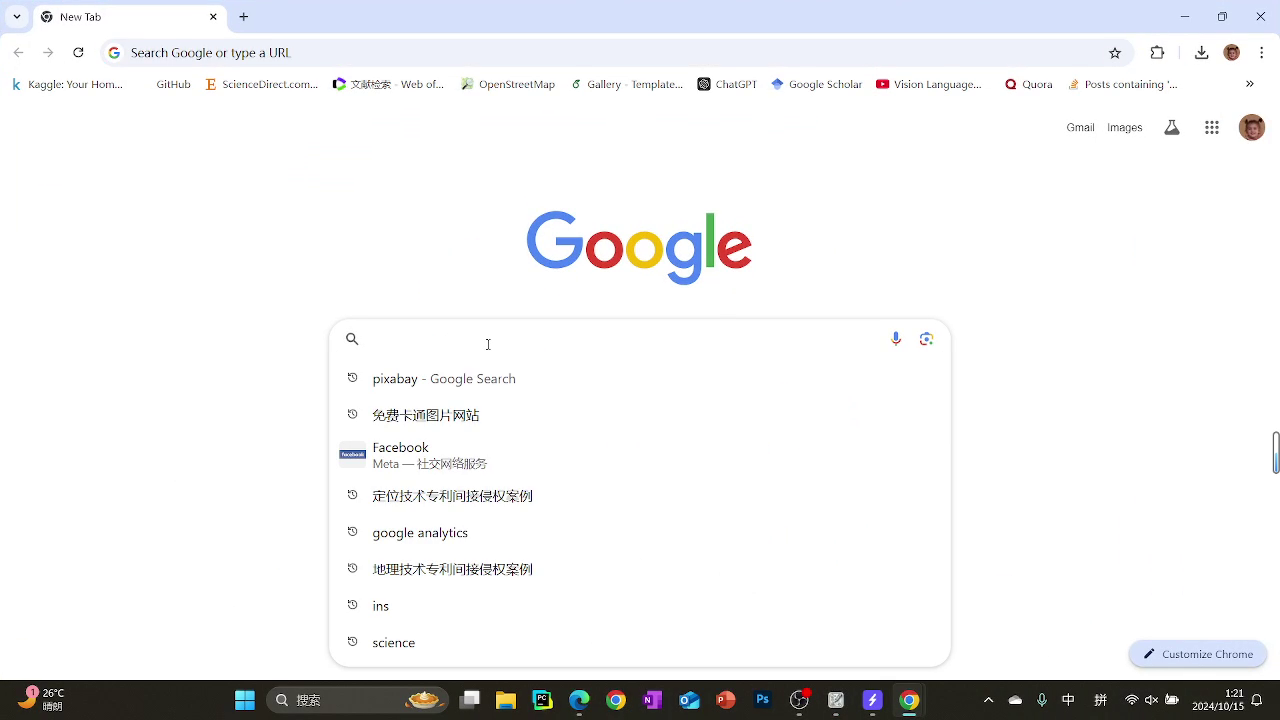 New Tab
Search Google or type a URL
Kaggle: Your Hom...
GitHub
ScienceDirect.com...
文献检索 - Web of...
OpenStreetMap
Gallery - Template...
ChatGPT
Google Scholar
Vision Language...
Quora
Posts containing '...
Gmail
Images
Google
pixabay - Google Search
免费卡通图片网站
facebook
Facebook
Meta — 社交网络服务
定位技术专利间接侵权案例
google analytics
地理技术专利间接侵权案例
ins
science
Customize Chrome
1
26°C
晴朗
搜索
中
拼
1:21
2024/10/15